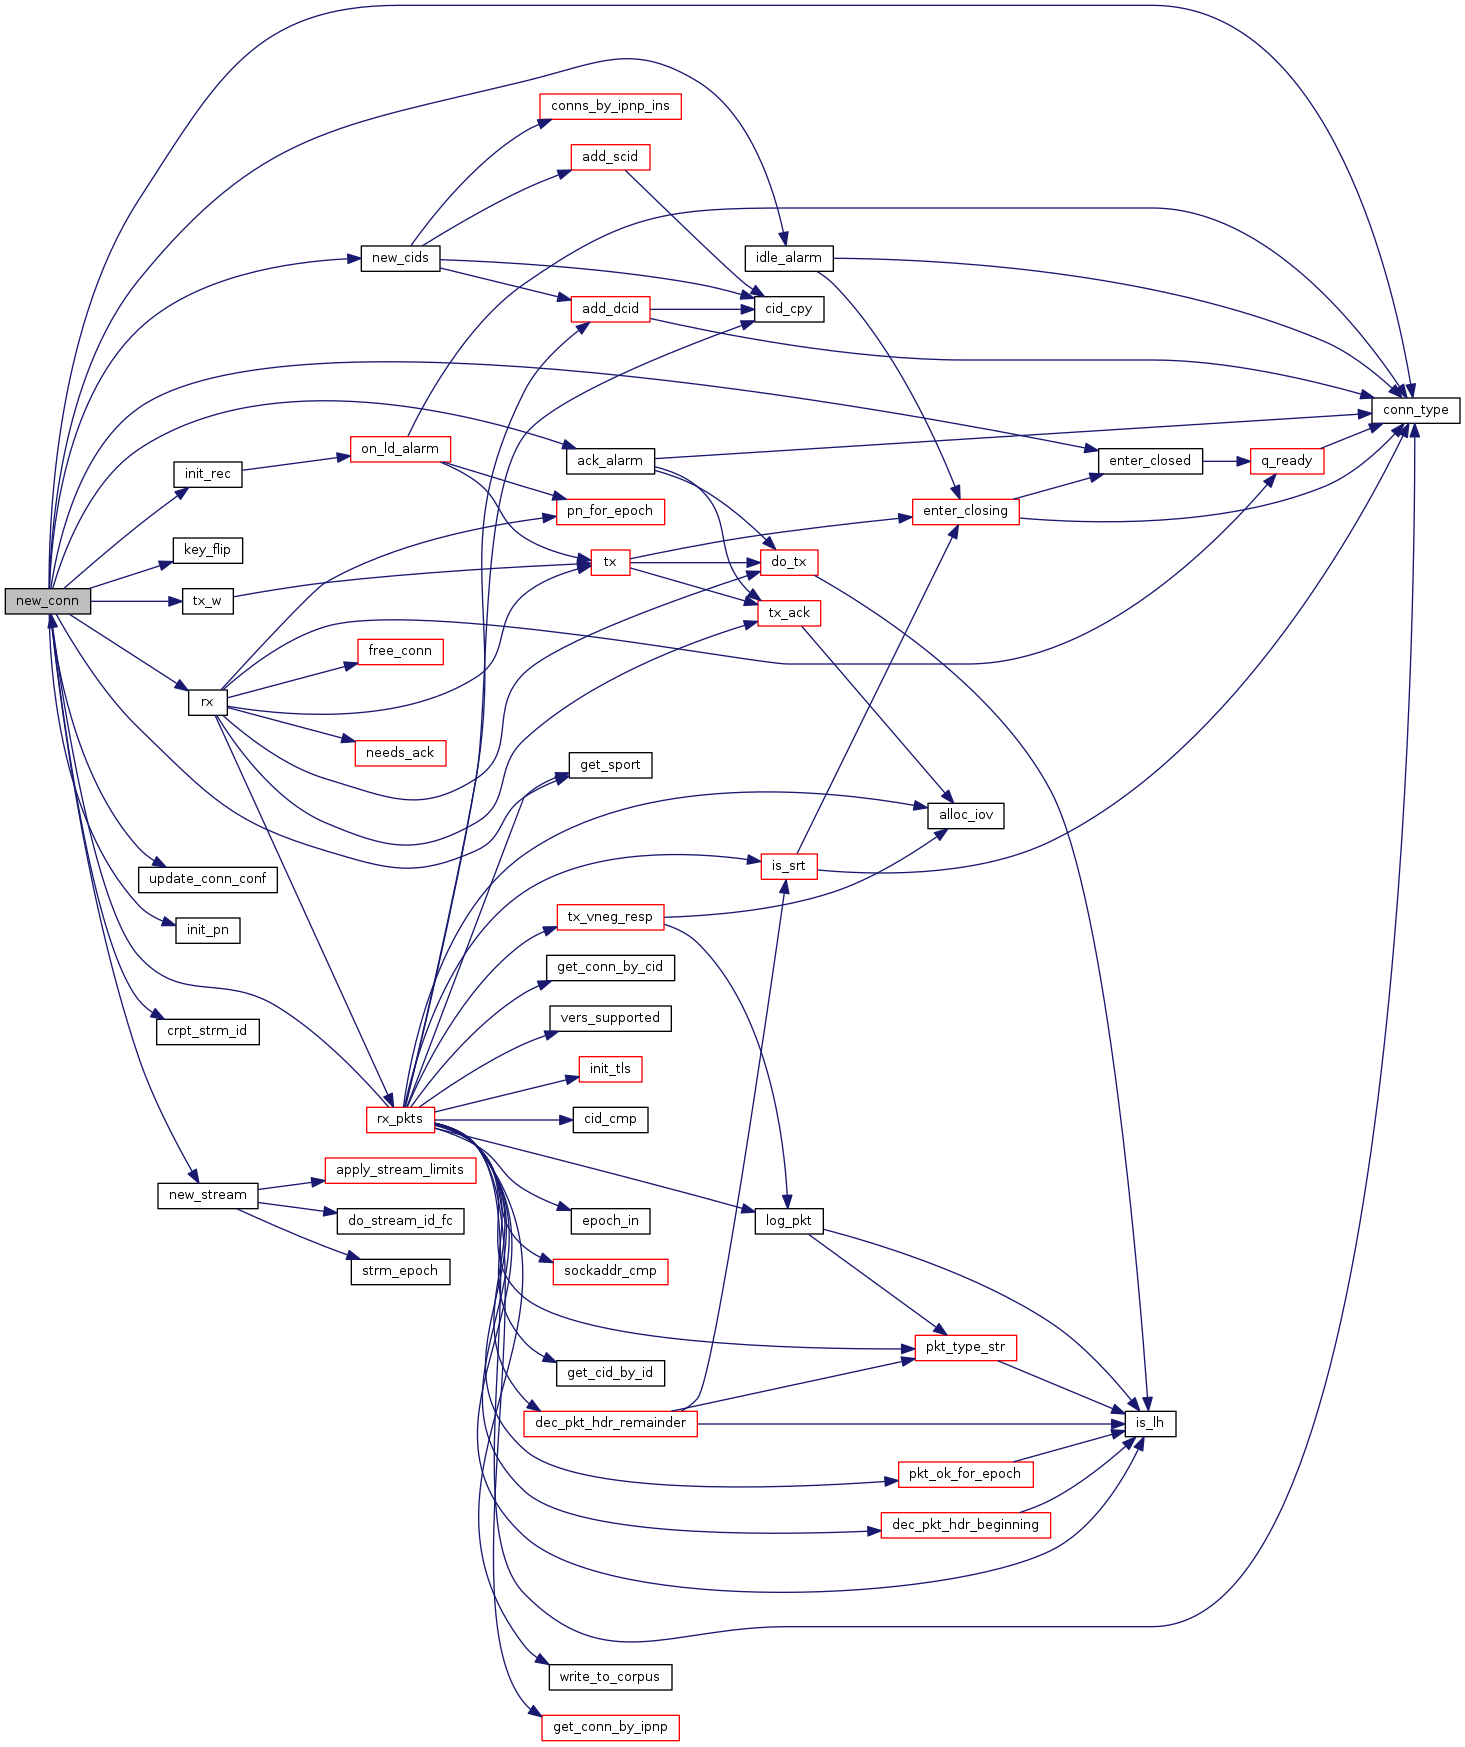 conns_by_ipnp_ins
add_scid
new_cids
idle_alarm
add_dcid
cid_cpy
conn_type
on_ld_alarm
ack_alarm
enter_closed
q_ready
init_rec
pn_for_epoch
enter_closing
key_flip
tx
do_tx
new_conn
tx_w
tx_ack
free_conn
rx
needs_ack
get_sport
alloc_iov
is_srt
update_conn_conf
tx_vneg_resp
init_pn
get_conn_by_cid
vers_supported
crpt_strm_id
init_tls
rx_pkts
cid_cmp
apply_stream_limits
new_stream
do_stream_id_fc
epoch_in
log_pkt
strm_epoch
sockaddr_cmp
pkt_type_str
get_cid_by_id
dec_pkt_hdr_remainder
is_lh
pkt_ok_for_epoch
dec_pkt_hdr_beginning
write_to_corpus
get_conn_by_ipnp